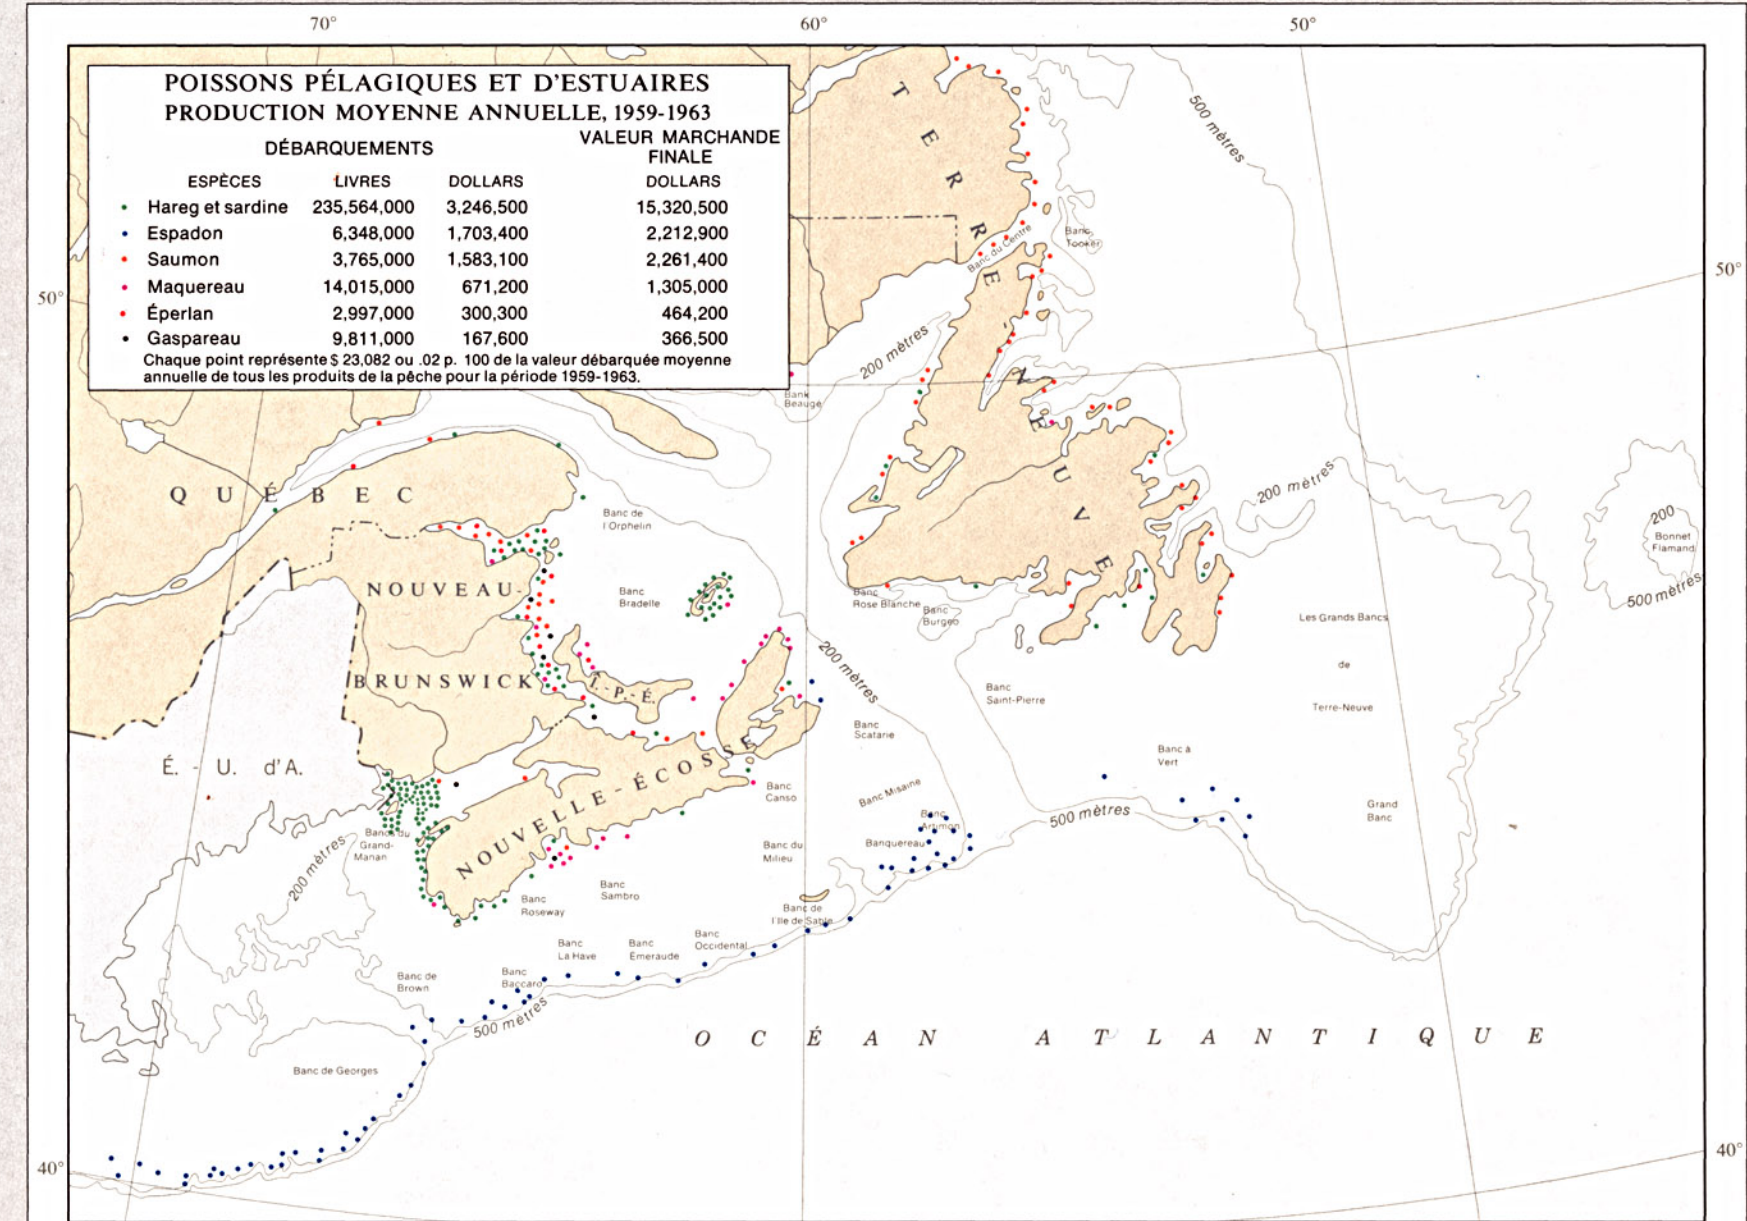 70° 60° 50°
POISSONS PÉLAGIQUES ET D'ESTUAIRES
PRODUCTION MOYENNE ANNUELLE, 1959-1963
DÉBARQUEMENTS
VALEUR MARCHANDE
FINALE
ESPÈCES LIVRES DOLLARS DOLLARS
Hareg et sardine 235,564,000 3,246,500 15,320,500
Espadon 6,348,000 1,703,400 2,212,900
Saumon 3,765,000 1,583,100 2,261,400
Maquereau 14,015,000 671,200 1,305,000
Éperlan 2,997,000 300,300 464,200
Gaspareau 9,811,000 167,600 366,500
Chaque point représente $ 23,082 ou .02 p. 100 de la valeur débarquée moyenne
annuelle de tous les produits de la pêche pour la période 1959-1963.
TERRE-NEUVE
500 mètres
Banc
Tooker
Banc du Centre
50°
50°
200 mètres
Bank
Beaugé
QUÉBEC
200 mètres
200
Bonnet
Flamand
500 mètres
Banc de
l'Orphelin
NOUVEAU-
BRUNSWICK
Banc
Bradelle
Banc
Rose Blanche
Banc
Burgeo
Les Grands Bancs
de
Terre-Neuve
200 mètres
Î.-P.-É.
Banc
Saint-Pierre
Banc
Scatarie
Banc à
Vert
É.-U. d'A.
NOUVELLE-ÉCOSSE
Banc
Canso
Banc Misaine
Banc
Artimon
500 mètres
Grand
Banc
Bancs du
Grand-
Manan
200 mètres
Banc du
Milieu
Banquereau
Banc
Sambro
Banc
Roseway
Banc de
l'Ile de Sable
Banc
Occidental
Banc
La Have
Banc
Emeraude
Banc de
Brown
Banc
Baccaro
500 mètres
OCÉAN ATLANTIQUE
Banc de Georges
40°
40°